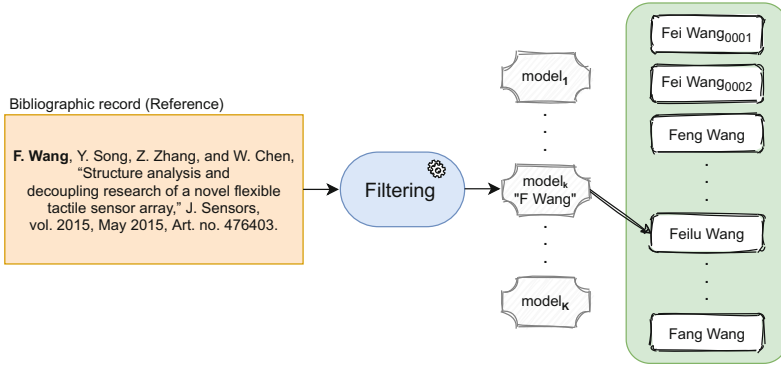 Bibliographic record (Reference)
F. Wang, Y. Song, Z. Zhang, and W. Chen,
“Structure analysis and
decoupling research of a novel flexible
tactile sensor array,” J. Sensors,
vol. 2015, May 2015, Art. no. 476403.
Filtering
model1
modelk
"F Wang"
modelK
Fei Wang0001
Fei Wang0002
Feng Wang
Feilu Wang
Fang Wang